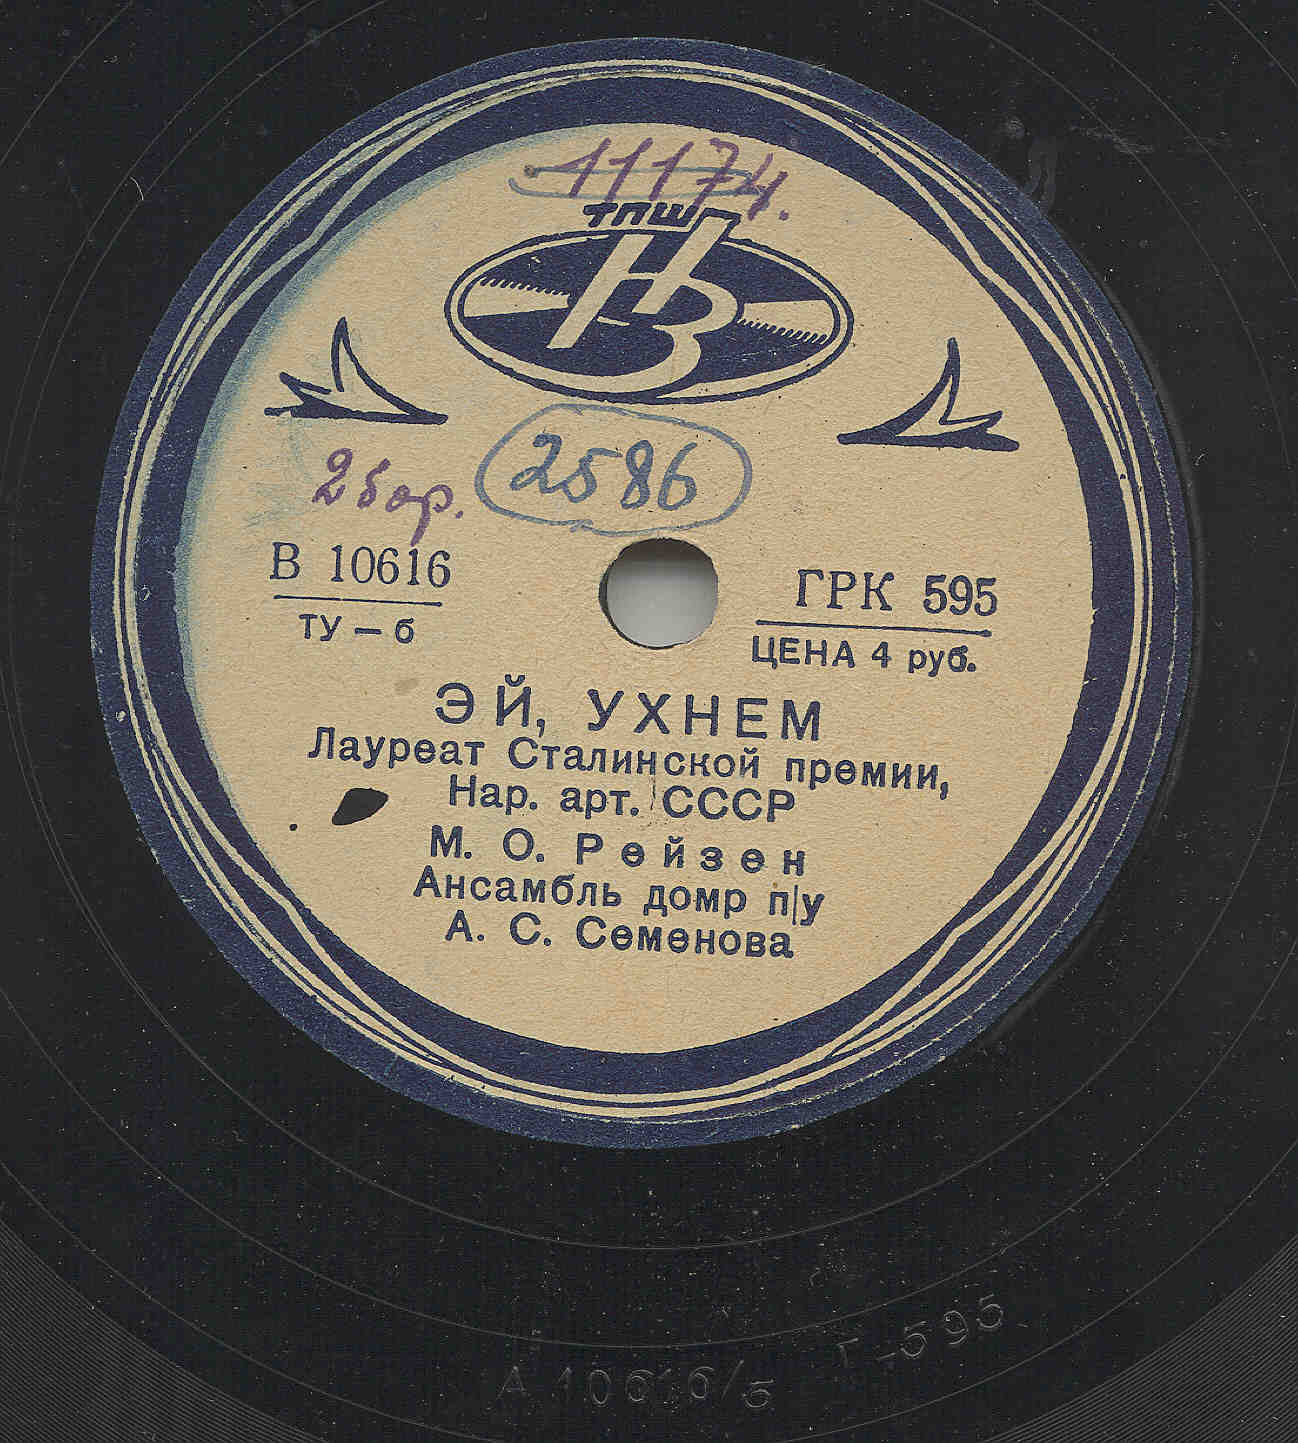 11174.
ТПШ
НЗ
2586
2 бор.
В 10616
ТУ — б
ГРК 595
ЦЕНА 4 руб.
ЭЙ, УХНЕМ
Лауреат Сталинской премии,
Нар. арт. СССР
М. О. Рейзен
Ансамбль домр п/у
А. С. Семенова
Г-595
А 10616/5